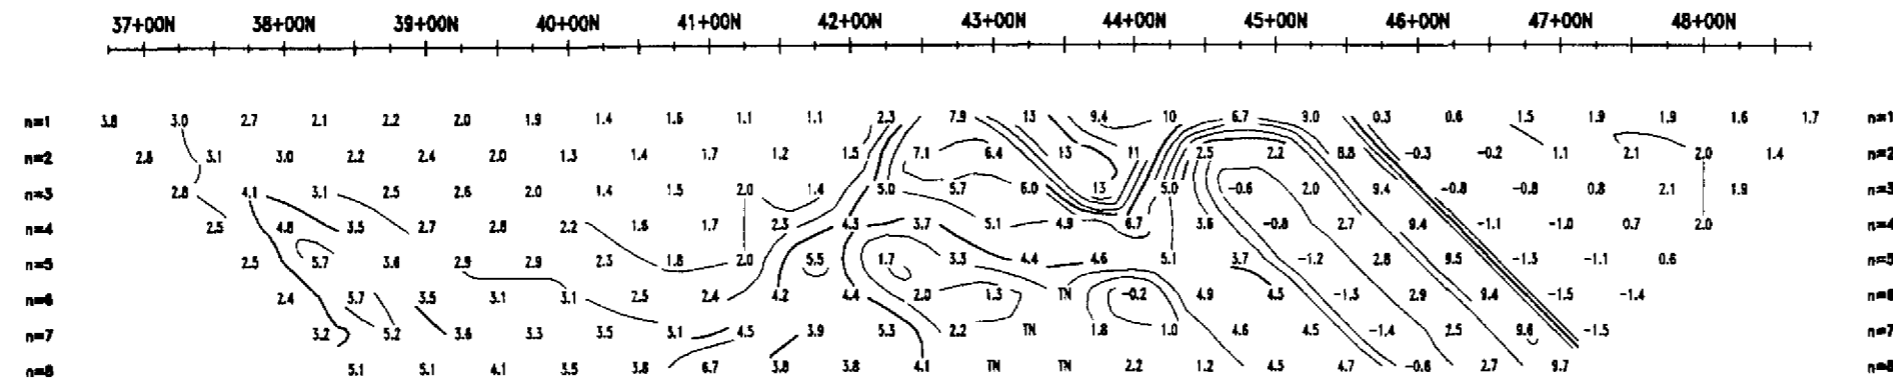 37+00N 38+00N 39+00N 40+00N 41+00N 42+00N 43+00N 44+00N 45+00N 46+00N 47+00N 48+00N
n=1 3.8 3.0 2.7 2.1 2.2 2.0 1.9 1.4 1.6 1.1 1.1 2.3 7.9 13 9.4 10 6.7 9.0 0.3 0.6 1.5 1.9 1.9 1.6 1.7 n=1
n=2 2.8 3.1 3.0 2.2 2.4 2.0 1.3 1.4 1.7 1.2 1.5 7.1 6.4 13 11 2.5 2.2 8.8 -0.3 -0.2 1.1 2.1 2.0 1.4 n=2
n=3 2.8 4.1 3.1 2.5 2.6 2.0 1.4 1.5 2.0 1.4 5.0 5.7 6.0 13 5.0 -0.6 2.0 9.4 -0.8 -0.8 0.8 2.1 1.9 n=3
n=4 2.5 4.8 3.5 2.7 2.8 2.2 1.6 1.7 2.3 4.3 3.7 5.1 4.9 6.7 3.6 -0.8 2.7 9.4 -1.1 -1.0 0.7 2.0 n=4
n=5 2.5 5.7 3.6 2.9 2.9 2.3 1.8 2.0 5.5 1.7 3.3 4.4 4.6 5.1 3.7 -1.2 2.8 9.5 -1.3 -1.1 0.6 n=5
n=6 2.4 3.7 3.5 3.1 3.1 2.5 2.4 4.2 4.4 2.0 1.3 TN -0.2 4.9 4.3 -1.3 2.9 9.4 -1.5 -1.4 n=6
n=7 3.2 5.2 3.6 3.3 3.5 3.1 4.5 3.9 5.3 2.2 TN 1.8 1.0 4.6 4.5 -1.4 2.5 9.6 -1.5 n=7
n=8 5.1 5.1 4.1 3.5 3.8 6.7 3.8 3.8 4.1 TN TN 2.2 1.2 4.5 4.7 -0.6 2.7 9.7 n=8